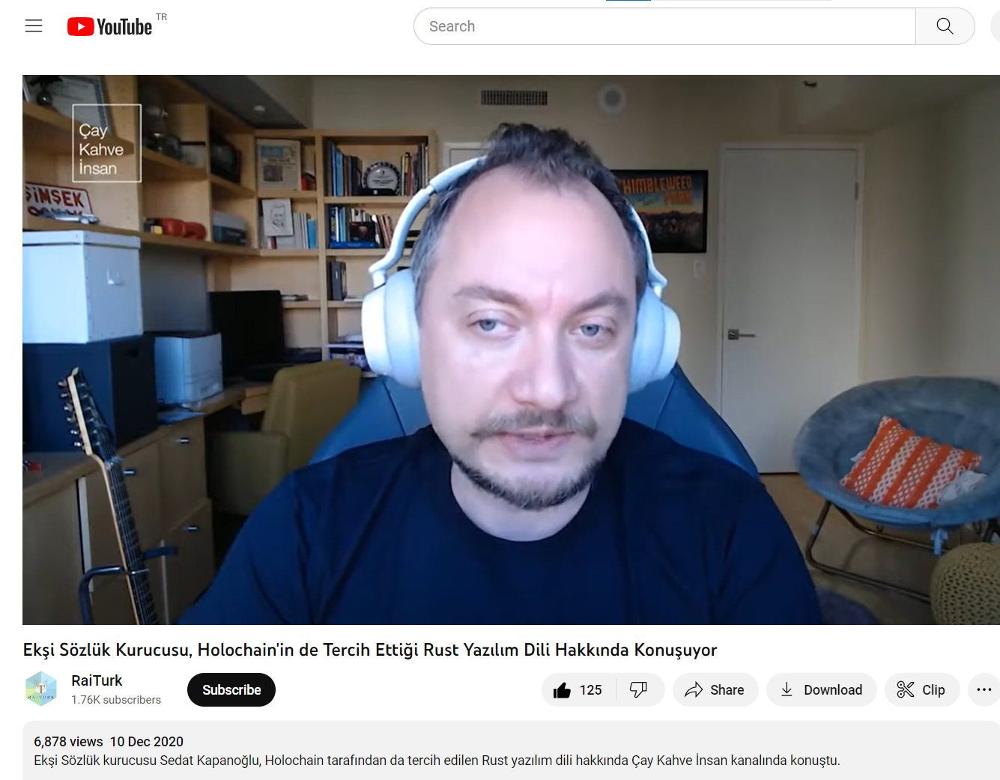 YouTube TR
Search
Çay
Kahve
İnsan
ŞİMŞEK
THIMBLEWEED
PARK
Ekşi Sözlük Kurucusu, Holochain'in de Tercih Ettiği Rust Yazılım Dili Hakkında Konuşuyor
RaiTurk
1.76K subscribers
Subscribe
125
Share
Download
Clip
6,878 views 10 Dec 2020
Ekşi Sözlük kurucusu Sedat Kapanoğlu, Holochain tarafından da tercih edilen Rust yazılım dili hakkında Çay Kahve İnsan kanalında konuştu.